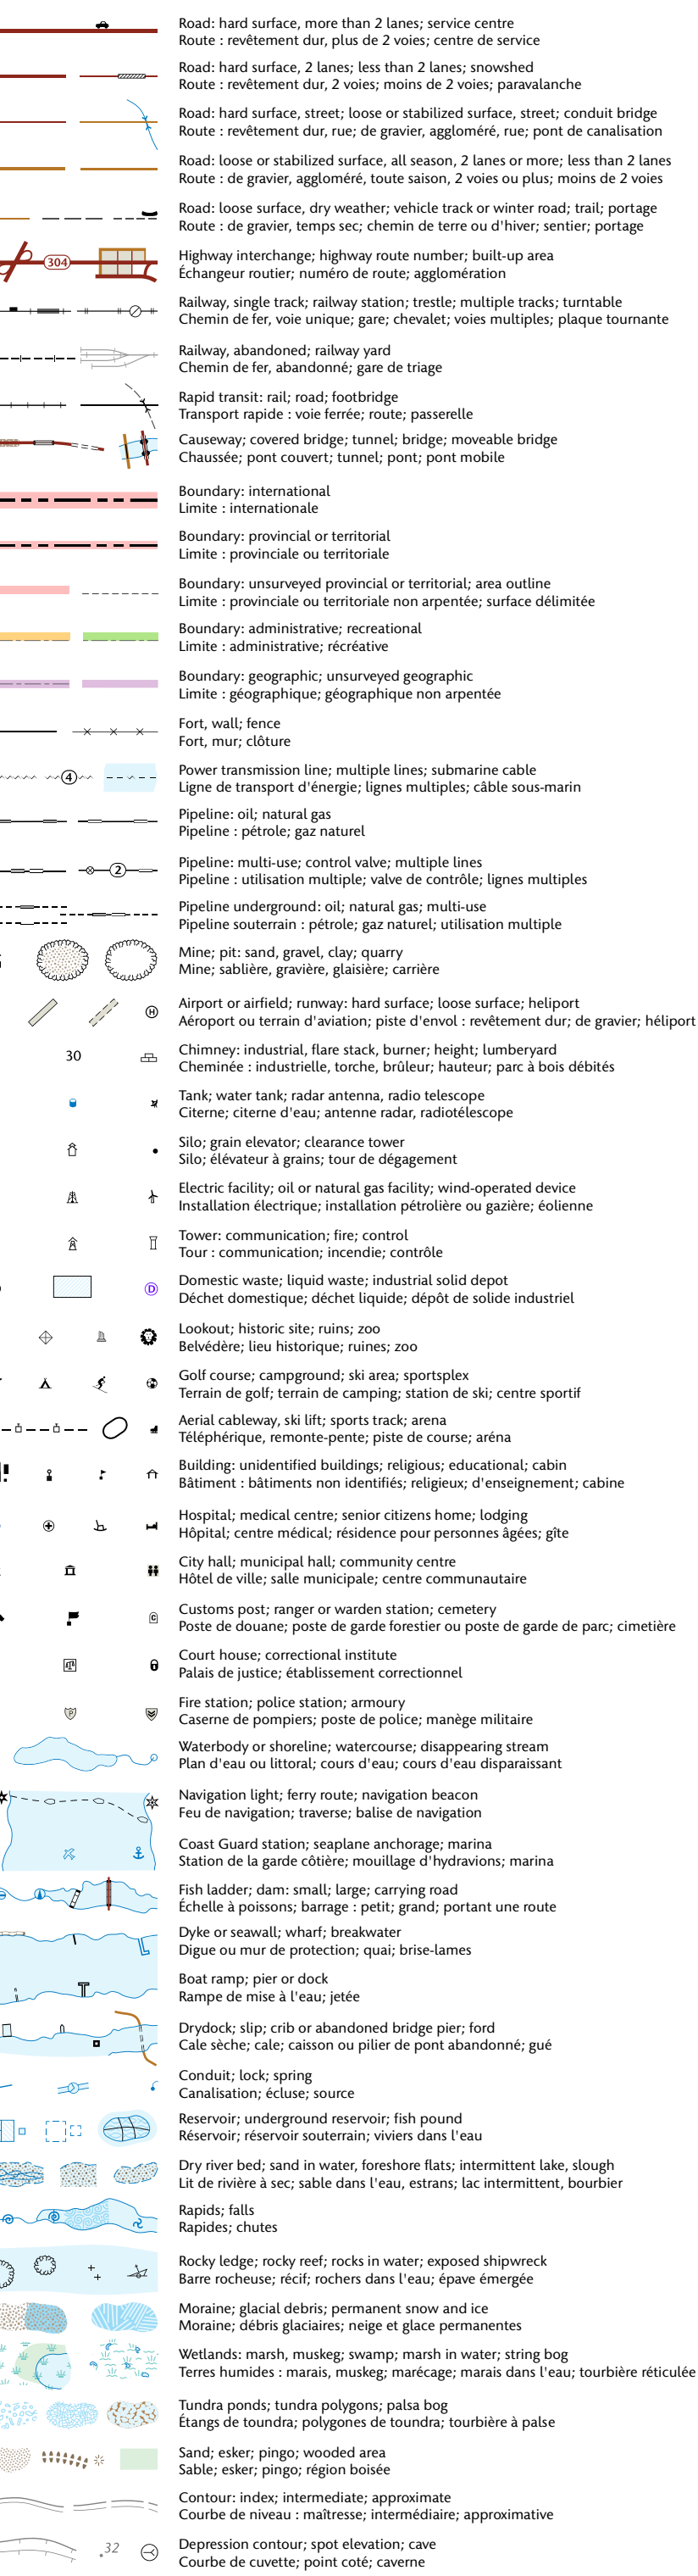 Road: hard surface, more than 2 lanes; service centre
Route : revêtement dur, plus de 2 voies; centre de service
Road: hard surface, 2 lanes; less than 2 lanes; snowshed
Route : revêtement dur, 2 voies; moins de 2 voies; paravalanche
Road: hard surface, street; loose or stabilized surface, street; conduit bridge
Route : revêtement dur, rue; de gravier, aggloméré, rue; pont de canalisation
Road: loose or stabilized surface, all season, 2 lanes or more; less than 2 lanes
Route : de gravier, aggloméré, toute saison, 2 voies ou plus; moins de 2 voies
Road: loose surface, dry weather; vehicle track or winter road; trail; portage
Route : de gravier, temps sec; chemin de terre ou d'hiver; sentier; portage
304
Highway interchange; highway route number; built-up area
Échangeur routier; numéro de route; agglomération
Railway, single track; railway station; trestle; multiple tracks; turntable
Chemin de fer, voie unique; gare; chevalet; voies multiples; plaque tournante
Railway, abandoned; railway yard
Chemin de fer, abandonné; gare de triage
Rapid transit: rail; road; footbridge
Transport rapide : voie ferrée; route; passerelle
Causeway; covered bridge; tunnel; bridge; moveable bridge
Chaussée; pont couvert; tunnel; pont; pont mobile
Boundary: international
Limite : internationale
Boundary: provincial or territorial
Limite : provinciale ou territoriale
Boundary: unsurveyed provincial or territorial; area outline
Limite : provinciale ou territoriale non arpentée; surface délimitée
Boundary: administrative; recreational
Limite : administrative; récréative
Boundary: geographic; unsurveyed geographic
Limite : géographique; géographique non arpentée
Fort, wall; fence
Fort, mur; clôture
4
Power transmission line; multiple lines; submarine cable
Ligne de transport d'énergie; lignes multiples; câble sous-marin
Pipeline: oil; natural gas
Pipeline : pétrole; gaz naturel
2
Pipeline: multi-use; control valve; multiple lines
Pipeline : utilisation multiple; valve de contrôle; lignes multiples
Pipeline underground: oil; natural gas; multi-use
Pipeline souterrain : pétrole; gaz naturel; utilisation multiple
Mine; pit: sand, gravel, clay; quarry
Mine; sablière, gravière, glaisière; carrière
H
Airport or airfield; runway: hard surface; loose surface; heliport
Aéroport ou terrain d'aviation; piste d'envol : revêtement dur; de gravier; héliport
30
Chimney: industrial, flare stack, burner; height; lumberyard
Cheminée : industrielle, torche, brûleur; hauteur; parc à bois débités
Tank; water tank; radar antenna, radio telescope
Citerne; citerne d'eau; antenne radar, radiotélescope
Silo; grain elevator; clearance tower
Silo; élévateur à grains; tour de dégagement
Electric facility; oil or natural gas facility; wind-operated device
Installation électrique; installation pétrolière ou gazière; éolienne
Tower: communication; fire; control
Tour : communication; incendie; contrôle
D
Domestic waste; liquid waste; industrial solid depot
Déchet domestique; déchet liquide; dépôt de solide industriel
Lookout; historic site; ruins; zoo
Belvédère; lieu historique; ruines; zoo
Golf course; campground; ski area; sportsplex
Terrain de golf; terrain de camping; station de ski; centre sportif
Aerial cableway, ski lift; sports track; arena
Téléphérique, remonte-pente; piste de course; aréna
Building: unidentified buildings; religious; educational; cabin
Bâtiment : bâtiments non identifiés; religieux; d'enseignement; cabine
Hospital; medical centre; senior citizens home; lodging
Hôpital; centre médical; résidence pour personnes âgées; gîte
City hall; municipal hall; community centre
Hôtel de ville; salle municipale; centre communautaire
C
Customs post; ranger or warden station; cemetery
Poste de douane; poste de garde forestier ou poste de garde de parc; cimetière
Court house; correctional institute
Palais de justice; établissement correctionnel
P
Fire station; police station; armoury
Caserne de pompiers; poste de police; manège militaire
Waterbody or shoreline; watercourse; disappearing stream
Plan d'eau ou littoral; cours d'eau; cours d'eau disparaissant
Navigation light; ferry route; navigation beacon
Feu de navigation; traverse; balise de navigation
Coast Guard station; seaplane anchorage; marina
Station de la garde côtière; mouillage d'hydravions; marina
Fish ladder; dam: small; large; carrying road
Échelle à poissons; barrage : petit; grand; portant une route
Dyke or seawall; wharf; breakwater
Digue ou mur de protection; quai; brise-lames
Boat ramp; pier or dock
Rampe de mise à l'eau; jetée
Drydock; slip; crib or abandoned bridge pier; ford
Cale sèche; cale; caisson ou pilier de pont abandonné; gué
Conduit; lock; spring
Canalisation; écluse; source
Reservoir; underground reservoir; fish pound
Réservoir; réservoir souterrain; viviers dans l'eau
Dry river bed; sand in water, foreshore flats; intermittent lake, slough
Lit de rivière à sec; sable dans l'eau, estrans; lac intermittent, bourbier
Rapids; falls
Rapides; chutes
Rocky ledge; rocky reef; rocks in water; exposed shipwreck
Barre rocheuse; récif; rochers dans l'eau; épave émergée
Moraine; glacial debris; permanent snow and ice
Moraine; débris glaciaires; neige et glace permanentes
Wetlands: marsh, muskeg; swamp; marsh in water; string bog
Terres humides : marais, muskeg; marécage; marais dans l'eau; tourbière réticulée
Tundra ponds; tundra polygons; palsa bog
Étangs de toundra; polygones de toundra; tourbière à palse
Sand; esker; pingo; wooded area
Sable; esker; pingo; région boisée
Contour: index; intermediate; approximate
Courbe de niveau : maîtresse; intermédiaire; approximative
.32
Depression contour; spot elevation; cave
Courbe de cuvette; point coté; caverne